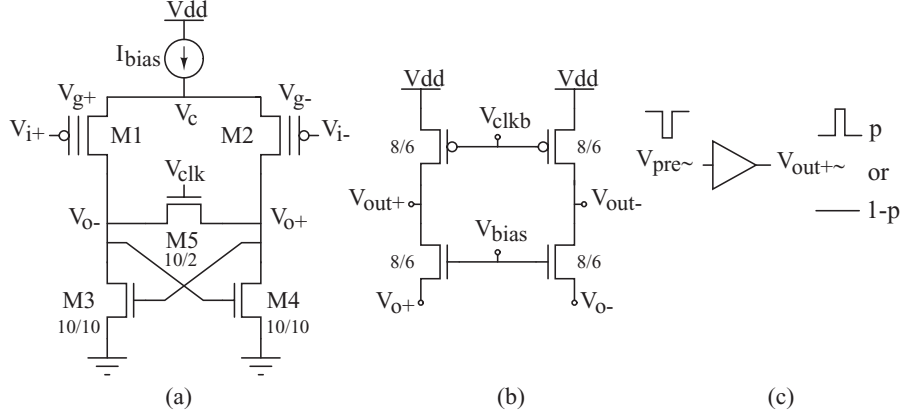 Vdd
I bias
Vg+
Vg-
Vc
Vi+
M1
M2
Vi-
Vclk
Vo-
Vo+
M5
10/2
M3
M4
10/10
10/10
(a)
Vdd
Vdd
Vclkb
8/6
8/6
Vout+
Vout-
Vbias
8/6
8/6
Vo+
Vo-
(b)
p
Vpre~
Vout+~
or
1-p
(c)